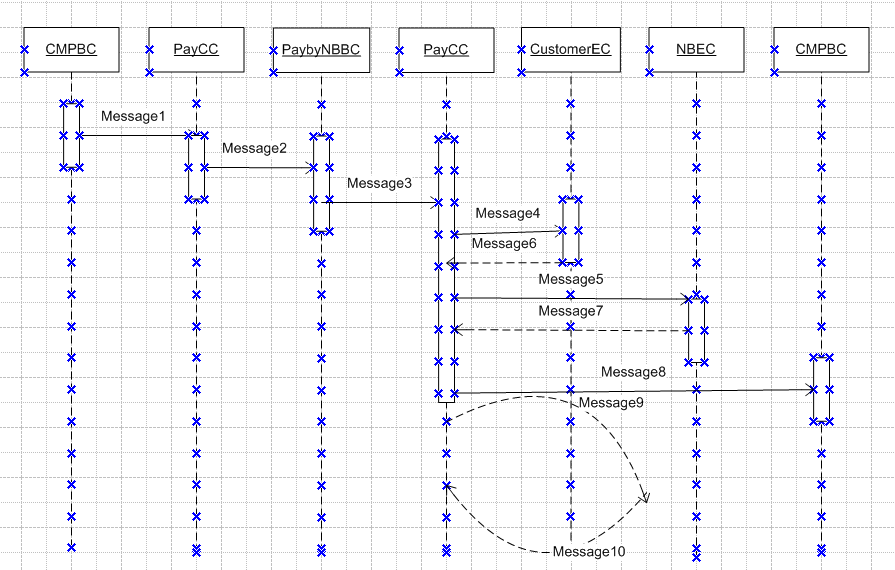 CMPBC
PayCC
PaybyNBBC
PayCC
CustomerEC
NBEC
CMPBC
Message1
Message2
Message3
Message4
Message6
Message5
Message7
Message8
Message9
Message10